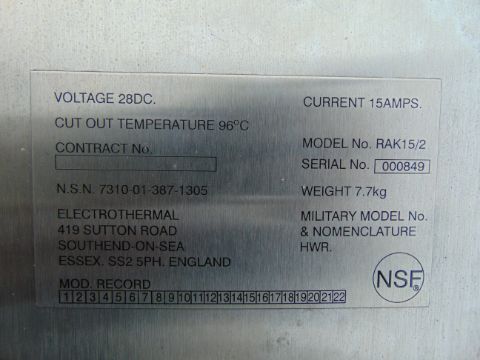 VOLTAGE 28DC.
CURRENT 15AMPS.
CUT OUT TEMPERATURE 96°C
CONTRACT No.
MODEL No. RAK15/2
SERIAL No. 000849
N.S.N. 7310-01-387-1305
WEIGHT 7.7kg
ELECTROTHERMAL
419 SUTTON ROAD
SOUTHEND-ON-SEA
ESSEX. SS2 5PH. ENGLAND
MILITARY MODEL No.
& NOMENCLATURE
HWR.
NSF
®
MOD. RECORD
1 2 3 4 5 6 7 8 9 10 11 12 13 14 15 16 17 18 19 20 21 22